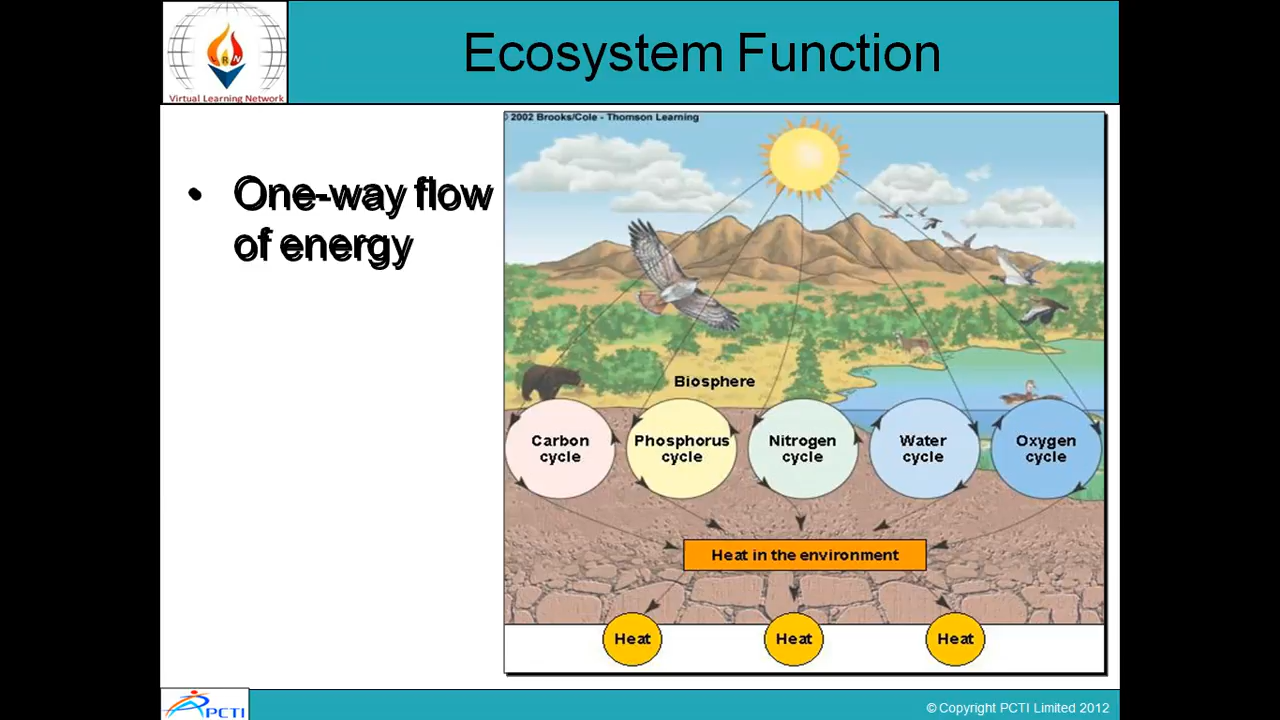 Ecosystem Function
Virtual Learning Network
© 2002 Brooks/Cole - Thomson Learning
• One-way flow
of energy
Biosphere
Carbon
cycle
Phosphorus
cycle
Nitrogen
cycle
Water
cycle
Oxygen
cycle
Heat in the environment
Heat
Heat
Heat
PCTI
© Copyright PCTI Limited 2012